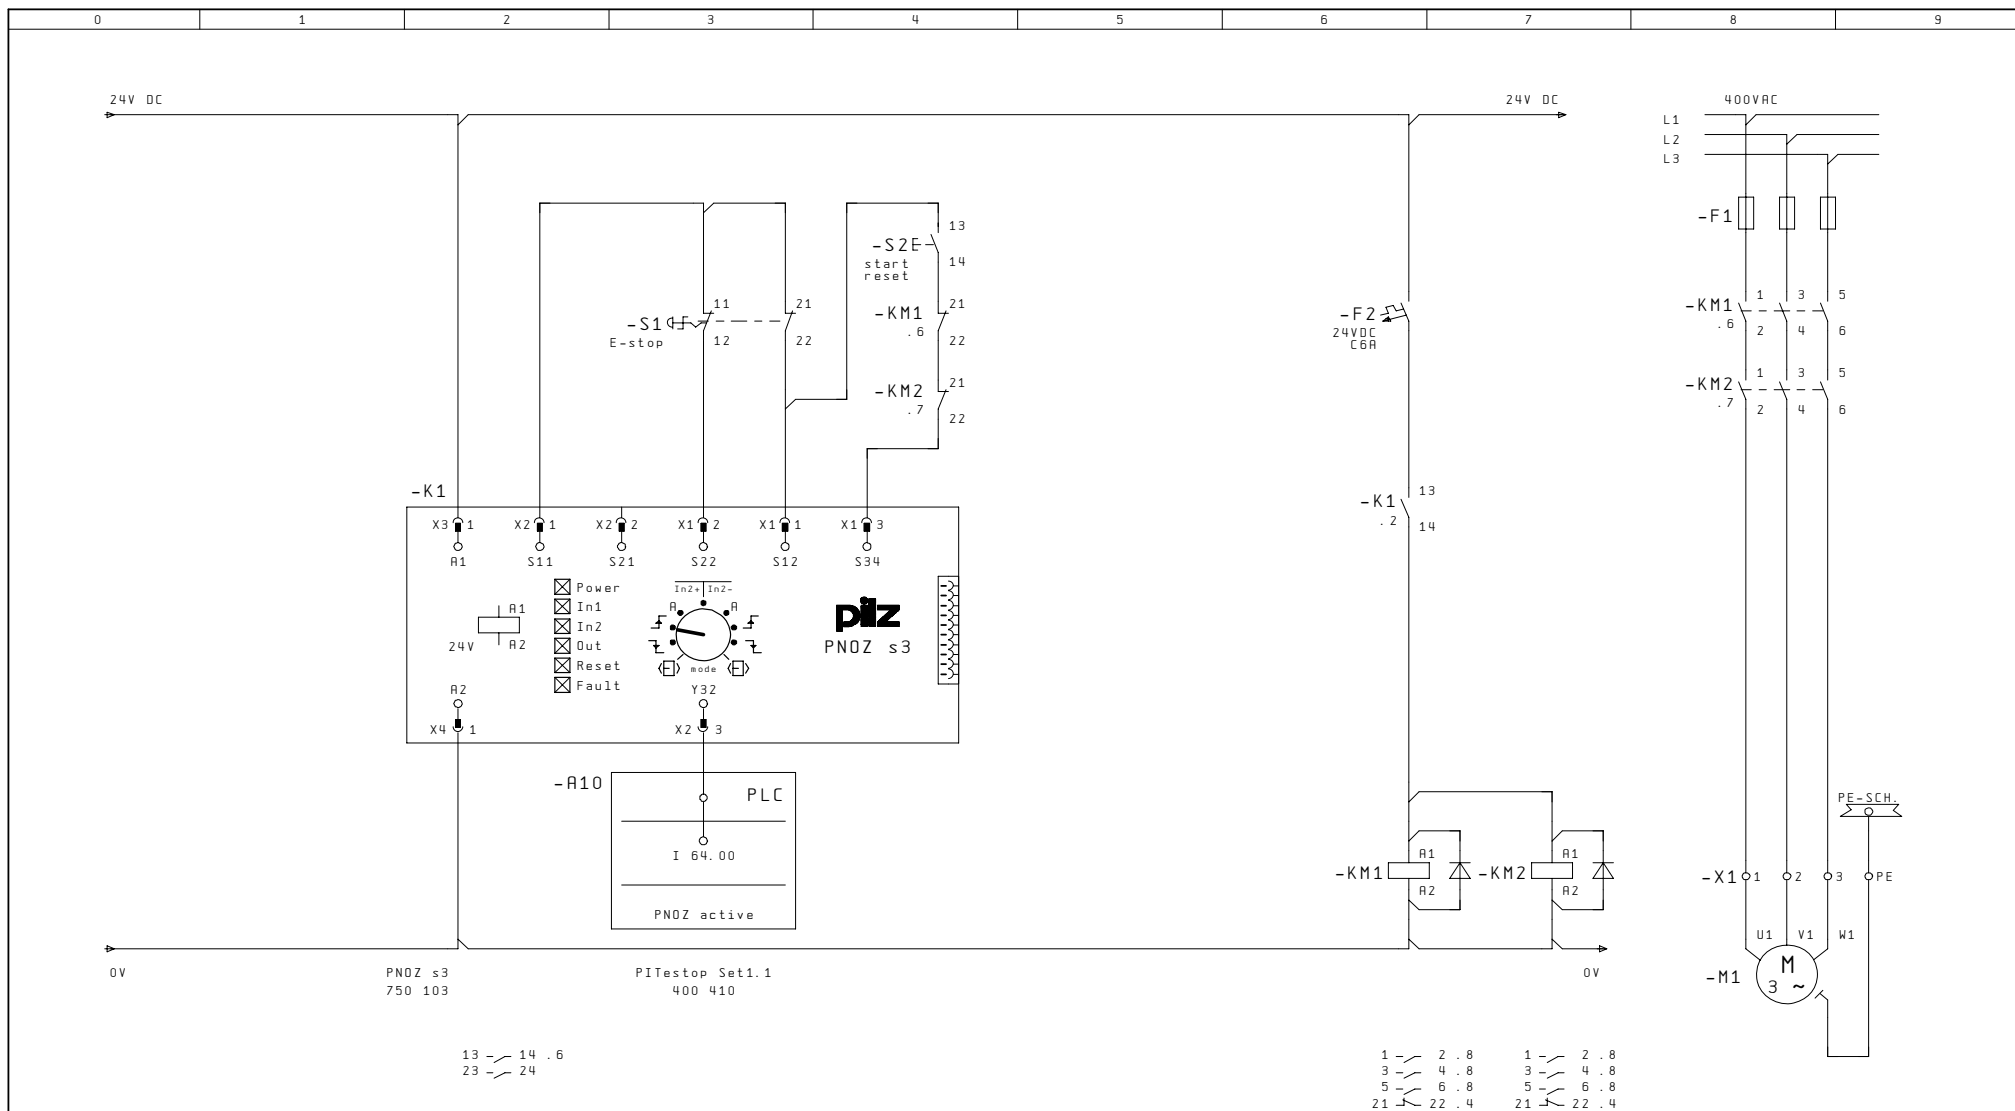 0 1 2 3 4 5 6 7 8 9
24V DC 24V DC 400VAC
L1
L2
L3
-F1
13
-S2E
start
reset
14
11 21
-S1
E-stop
12 22
21
-KM1
.6
22
21
-KM2
.7
22
-F2
24VDC
C6A
1 3 5
-KM1
.6
2 4 6
1 3 5
-KM2
.7
2 4 6
-K1
13
-K1
.2
14
X3 1 X2 1 X2 2 X1 2 X1 1 X1 3
A1 S11 S21 S22 S12 S34
Power
In1
In2
Out
Reset
Fault
A1
24V A2
In2+ In2-
A A
mode
pilz
PNOZ s3
A2 Y32
X4 1 X2 3
-A10
PLC
I 64.00
PNOZ active
PE-SCH.
-KM1 A1
A2
-KM2 A1
A2
-X1 1 2 3 PE
U1 V1 W1
-M1
M
3 ~
0V 0V
PNOZ s3
750 103
PITestop Set1.1
400 410
13 14 .6
23 24
1 2 .8 1 2 .8
3 4 .8 3 4 .8
5 6 .8 5 6 .8
21 22 .4 21 22 .4